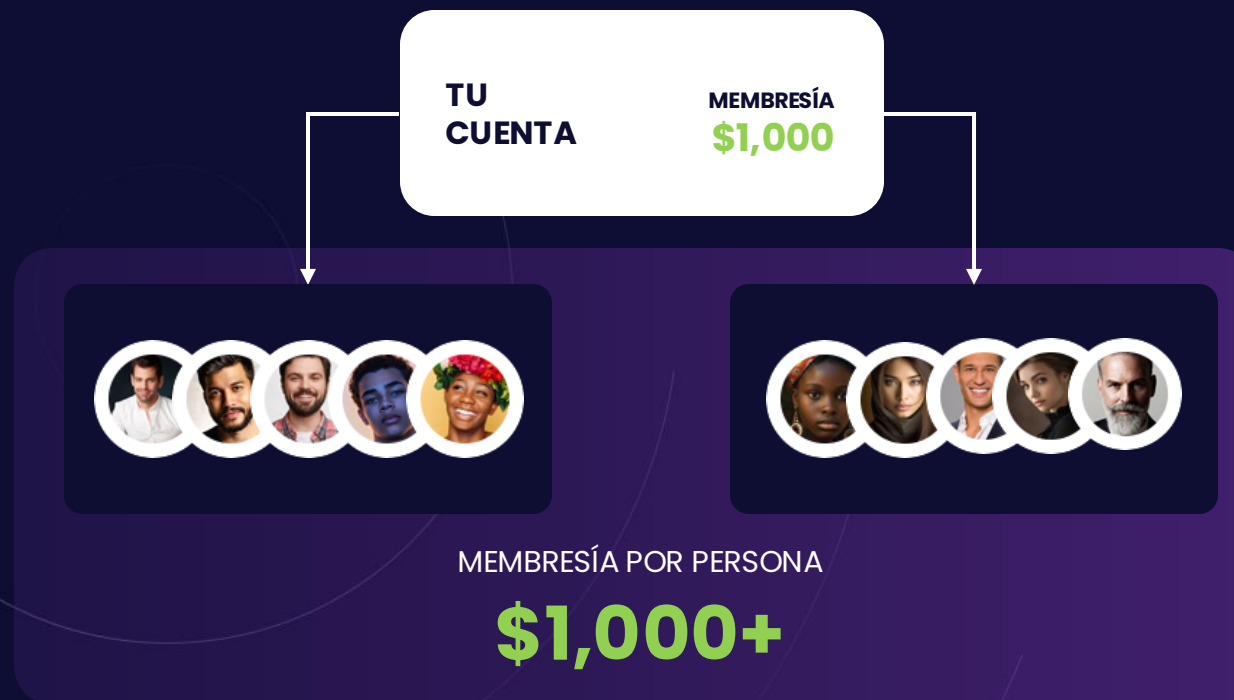 TU
CUENTA
MEMBRESÍA
$1,000
MEMBRESÍA POR PERSONA
$1,000+